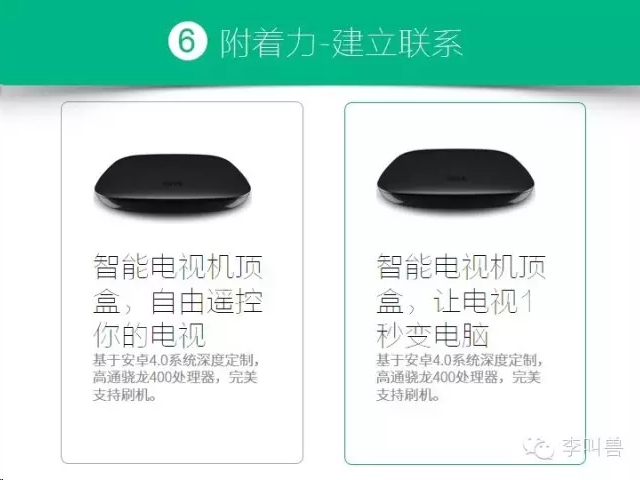 6 附着力-建立联系
智能电视机顶
盒，自由遥控
你的电视
基于安卓4.0系统深度定制，
高通骁龙400处理器，完美
支持刷机。
智能电视机顶
盒，让电视1
秒变电脑
基于安卓4.0系统深度定制，
高通骁龙400处理器，完美
支持刷机。
李叫兽